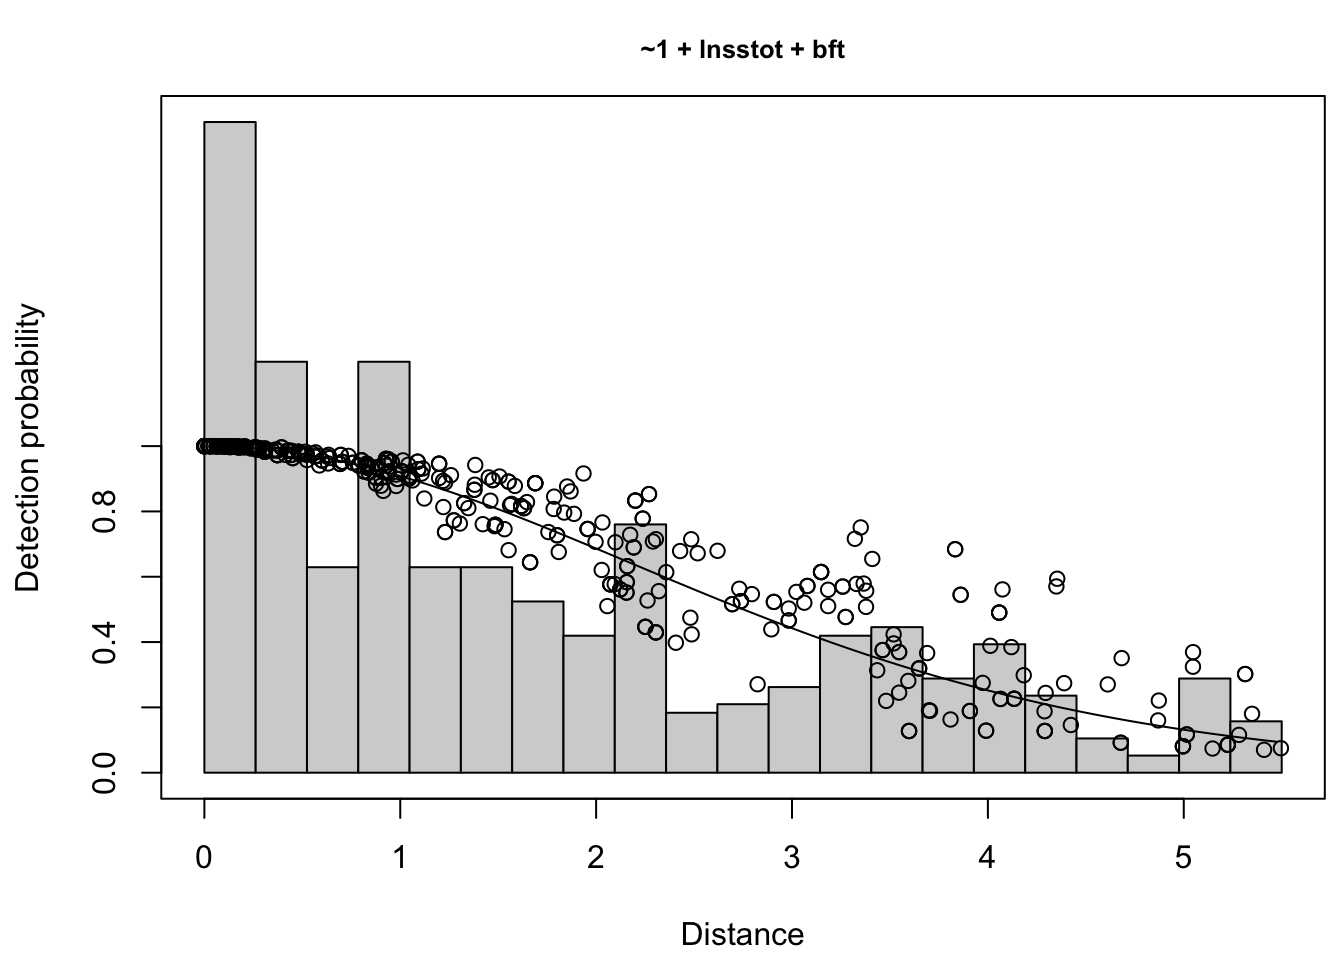 ~1 + lnsstot + bft
Detection probability
0.8
0.4
0.0
0 1 2 3 4 5
Distance